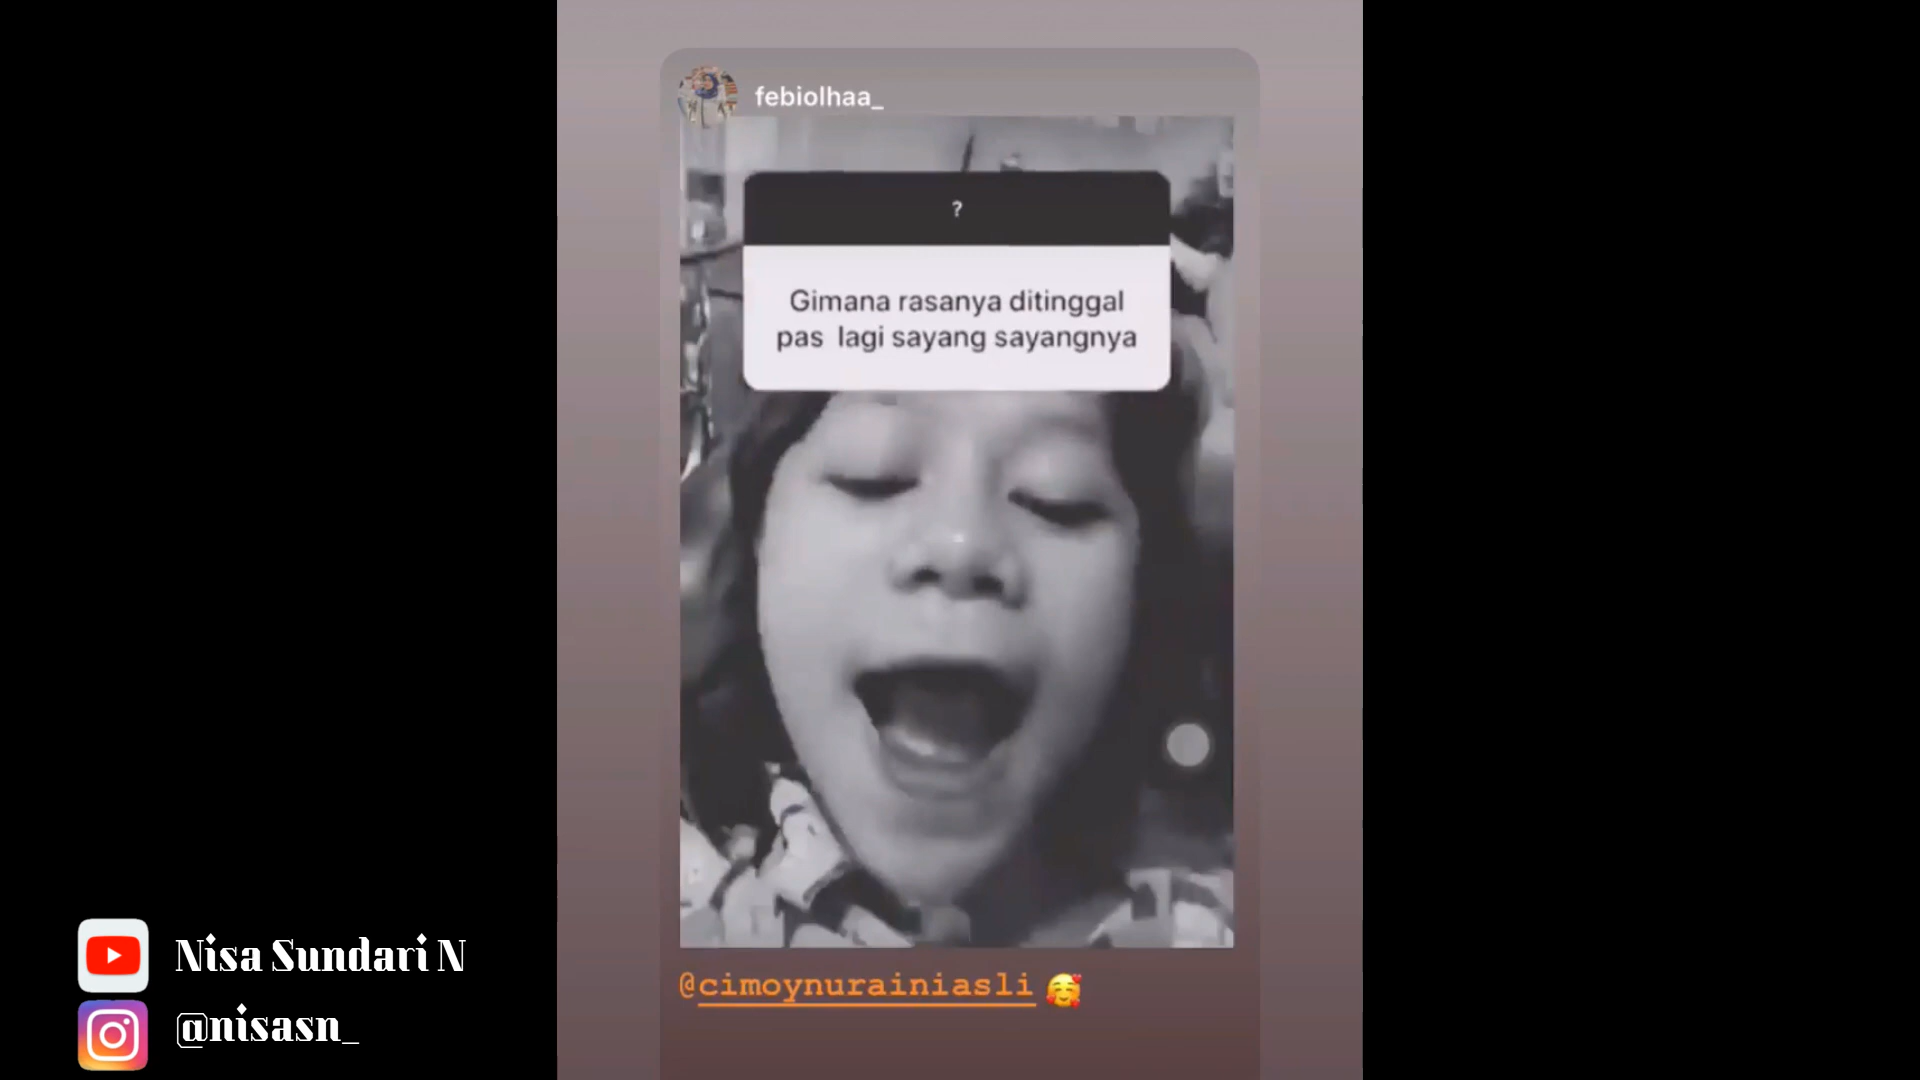 febiolhaa_
?
Gimana rasanya ditinggal
pas lagi sayang sayangnya
@cimoynurainiasli 🥰
Nisa Sundari N
@nisasn_